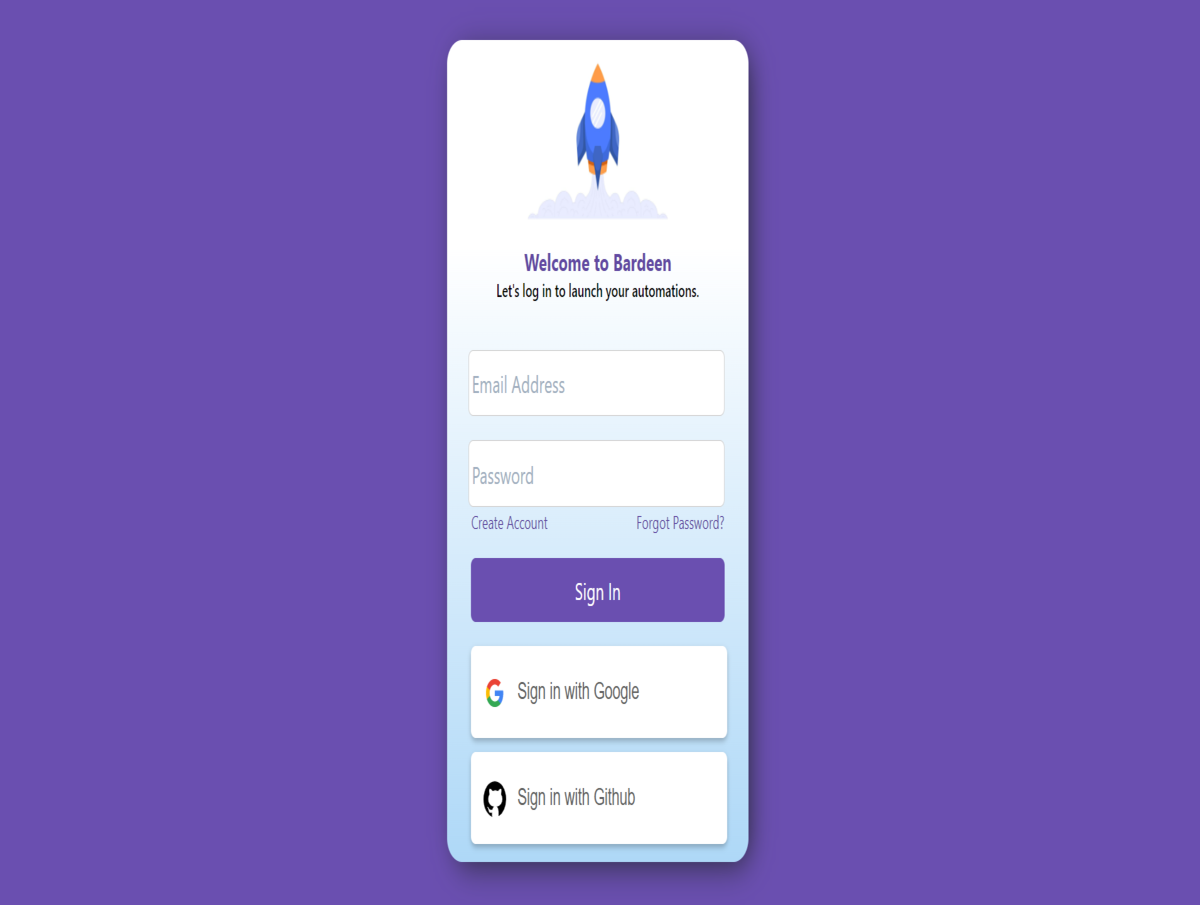 Welcome to Bardeen
Let's log in to launch your automations.
Email Address
Password
Create Account Forgot Password?
Sign In
Sign in with Google
Sign in with Github